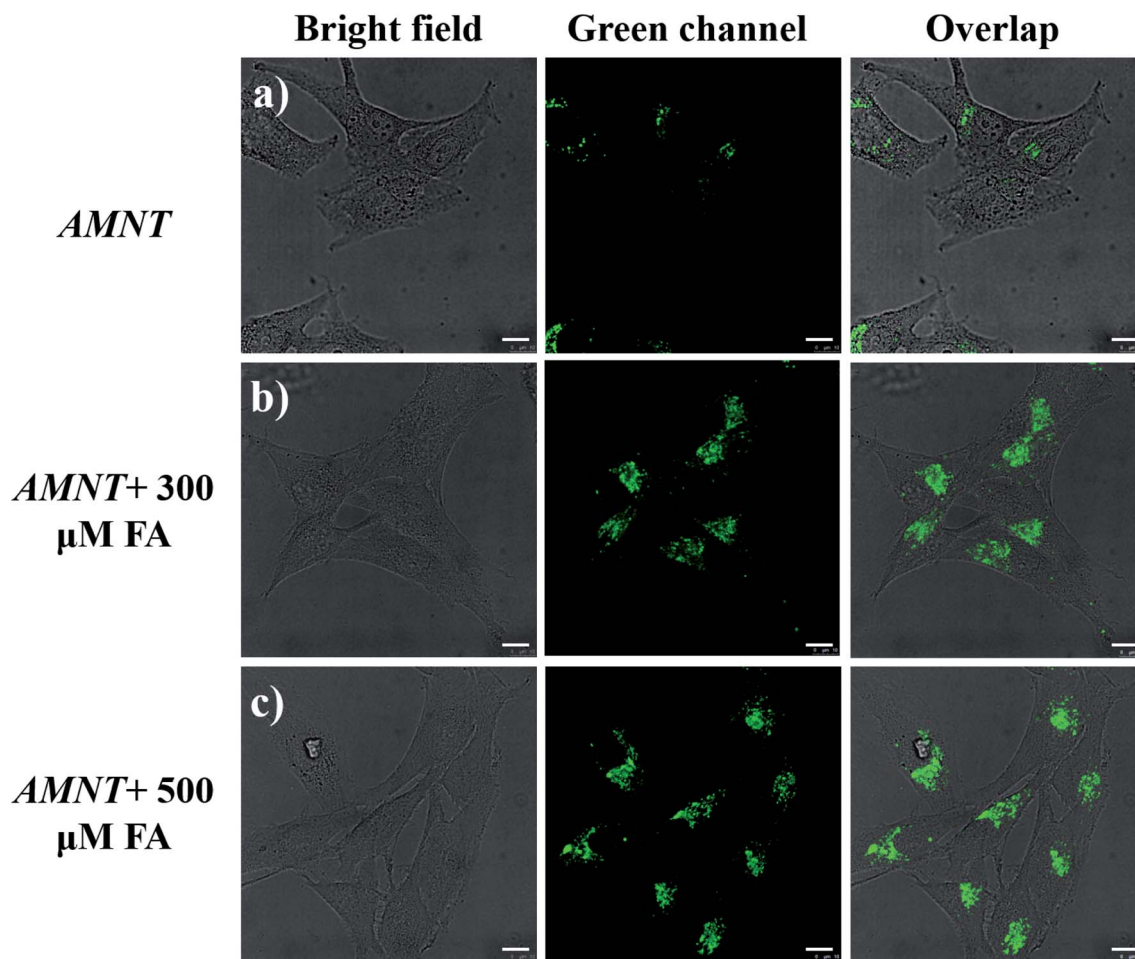 Bright field Green channel Overlap
a)
AMNT
b)
AMNT+ 300
µM FA
c)
AMNT+ 500
µM FA